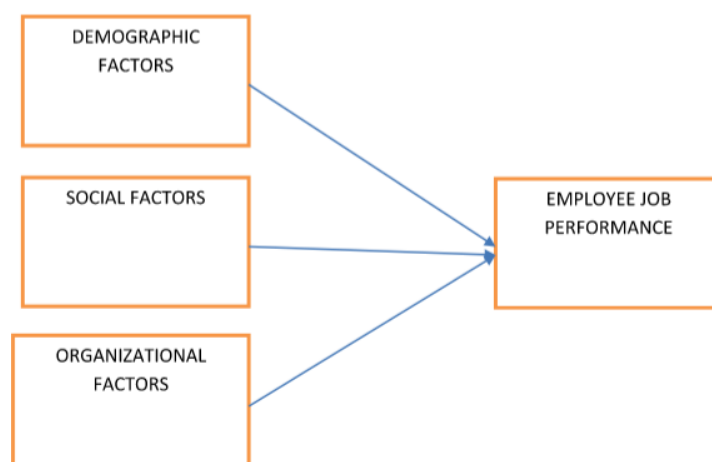 DEMOGRAPHIC
FACTORS
SOCIAL FACTORS
EMPLOYEE JOB
PERFORMANCE
ORGANIZATIONAL
FACTORS